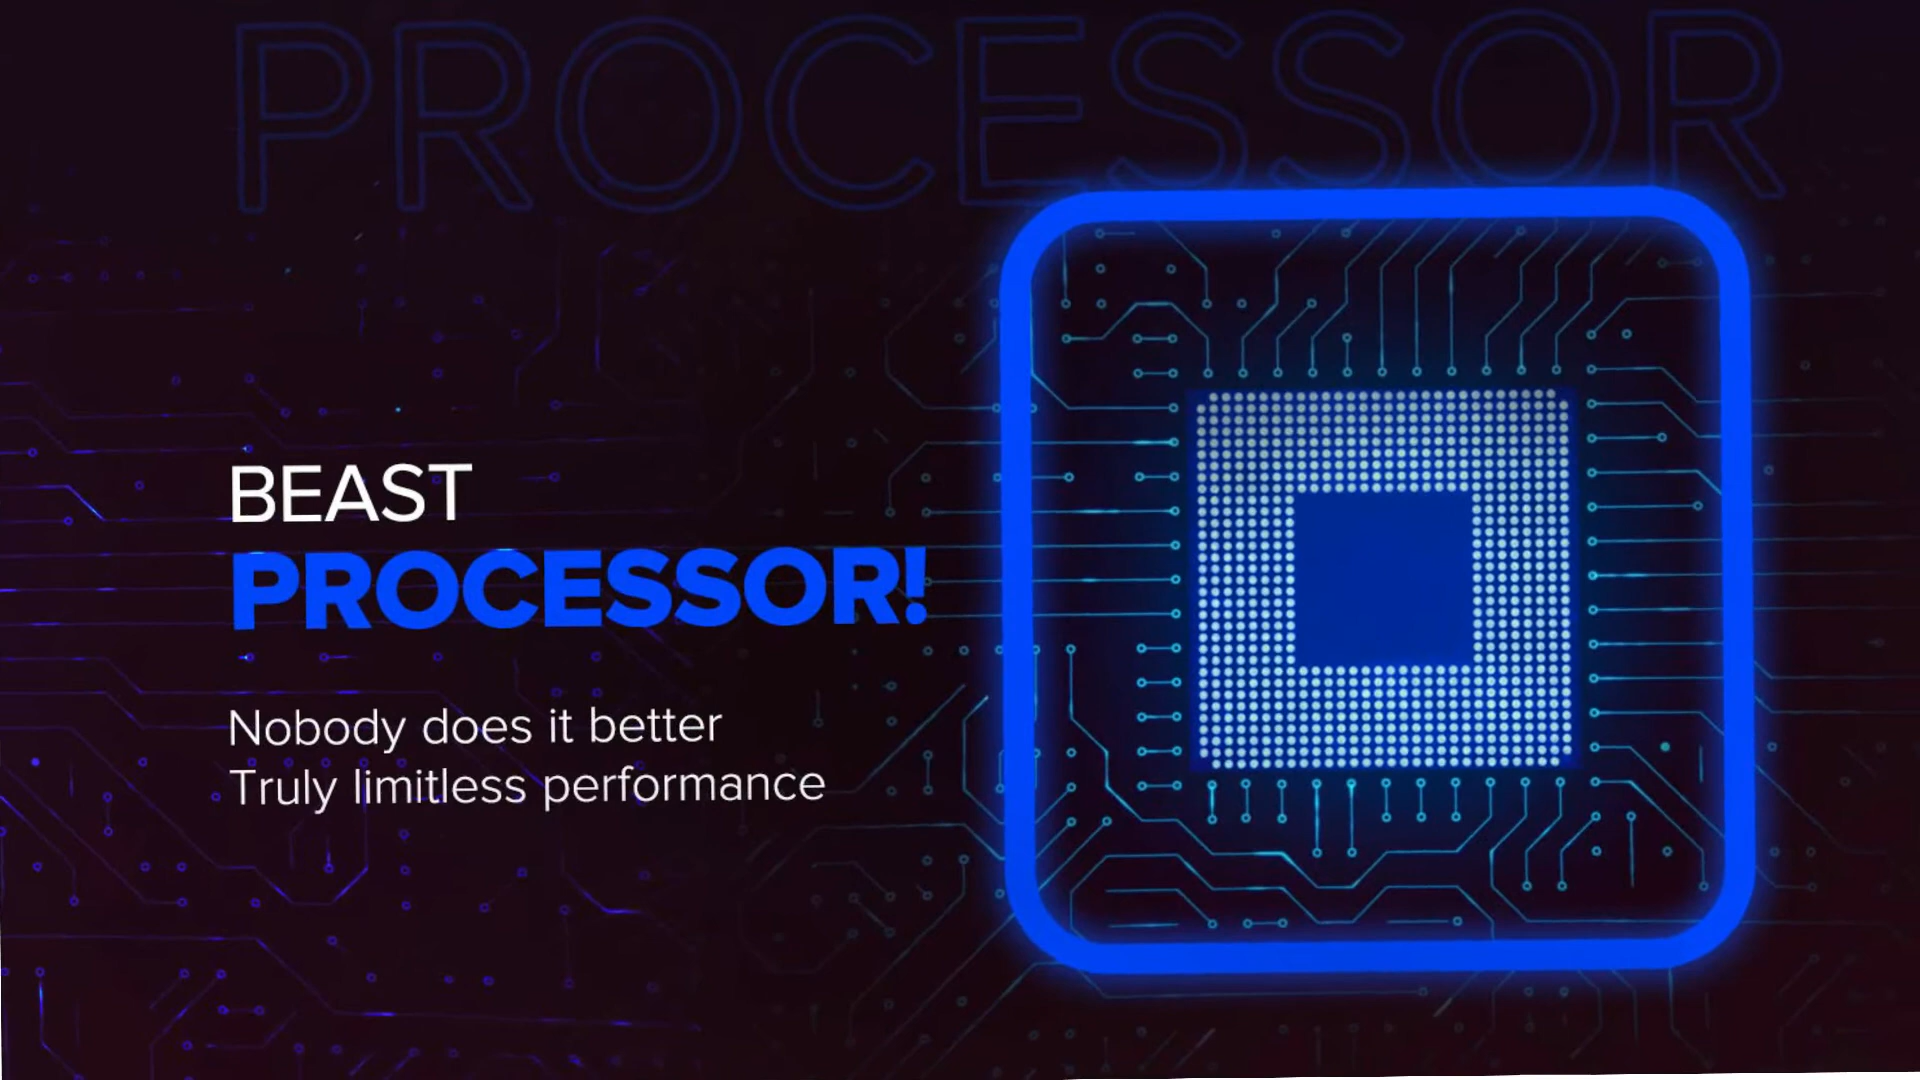 PROCESSOR
BEAST
PROCESSOR!
Nobody does it better
Truly limitless performance